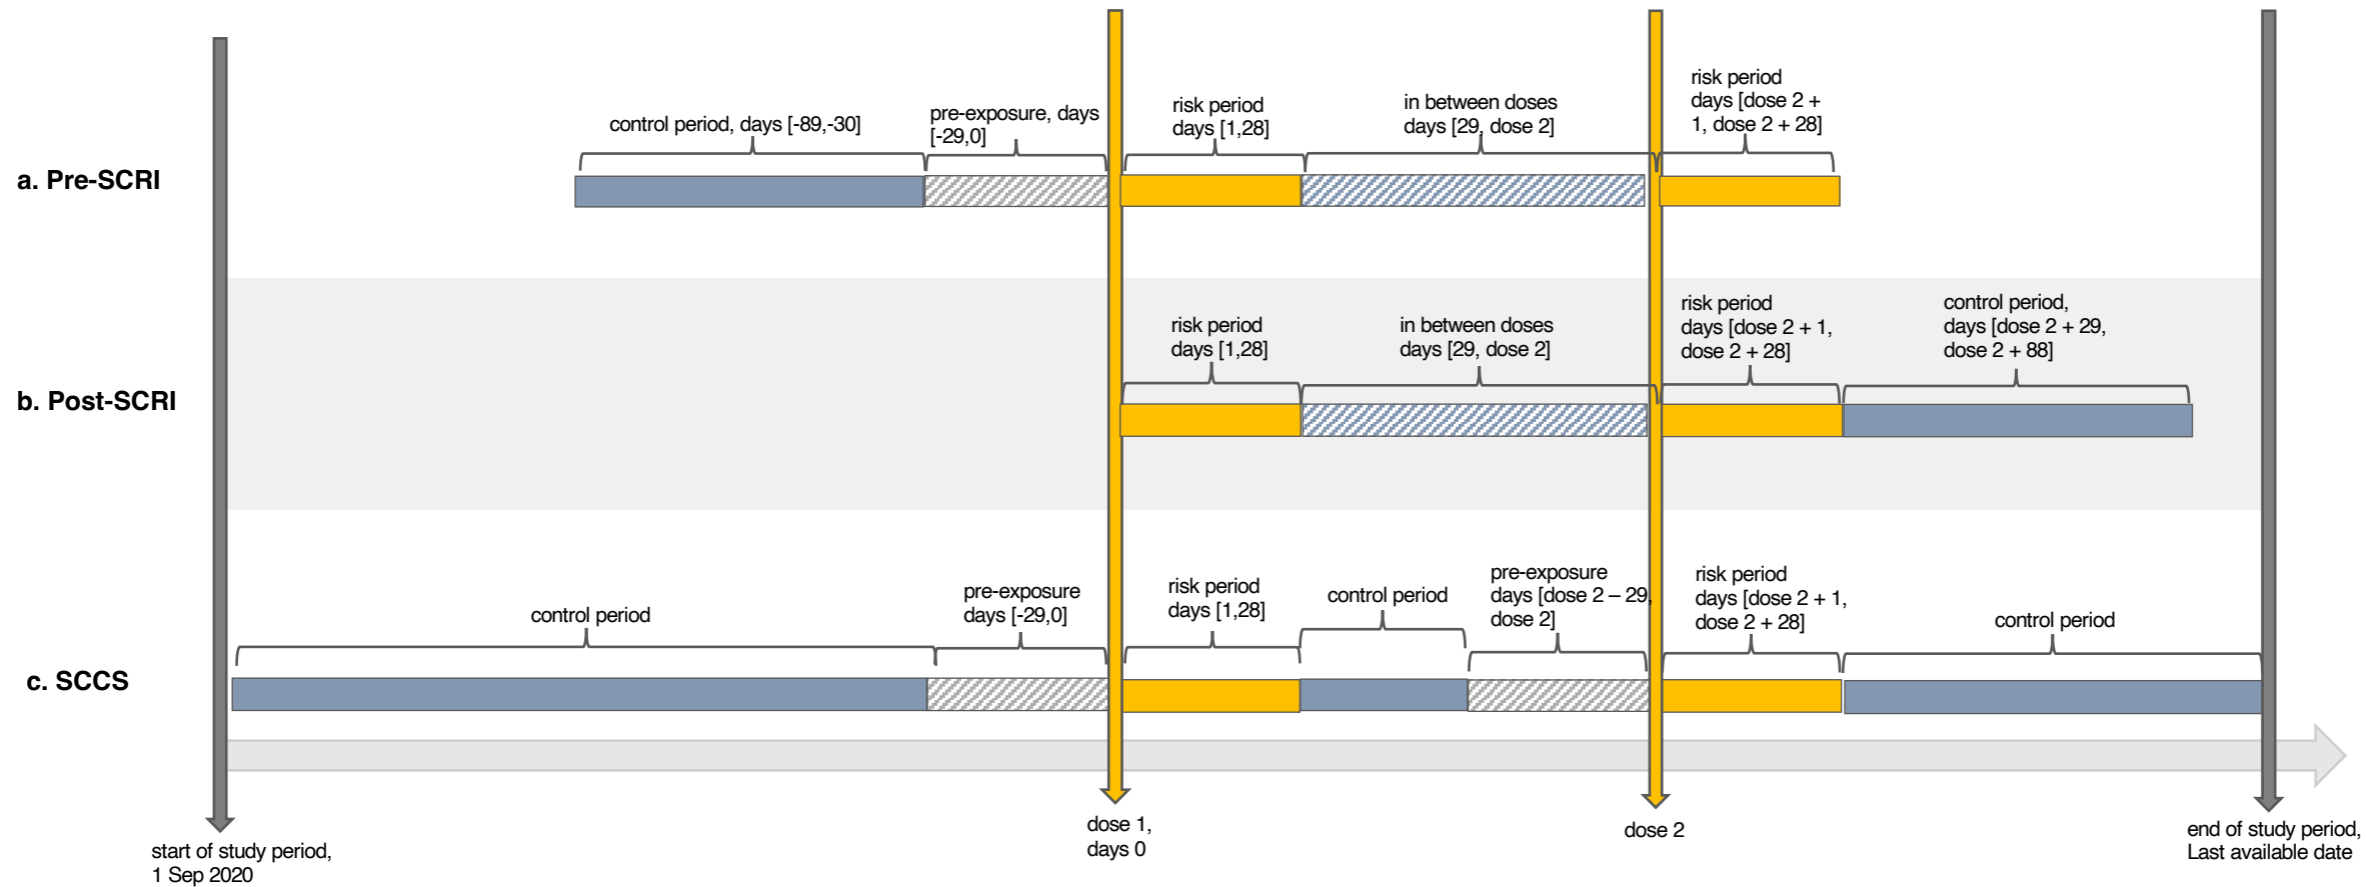 a. Pre-SCRI
control period, days [-89,-30]
pre-exposure, days
[-29,0]
risk period
days [1,28]
in between doses
days [29, dose 2]
risk period
days [dose 2 +
1, dose 2 + 28]
b. Post-SCRI
risk period
days [1,28]
in between doses
days [29, dose 2]
risk period
days [dose 2 + 1,
dose 2 + 28]
control period,
days [dose 2 + 29,
dose 2 + 88]
c. SCCS
control period
pre-exposure
days [-29,0]
risk period
days [1,28]
control period
pre-exposure
days [dose 2 – 29,
dose 2]
risk period
days [dose 2 + 1,
dose 2 + 28]
control period
start of study period,
1 Sep 2020
dose 1,
days 0
dose 2
end of study period,
Last available date